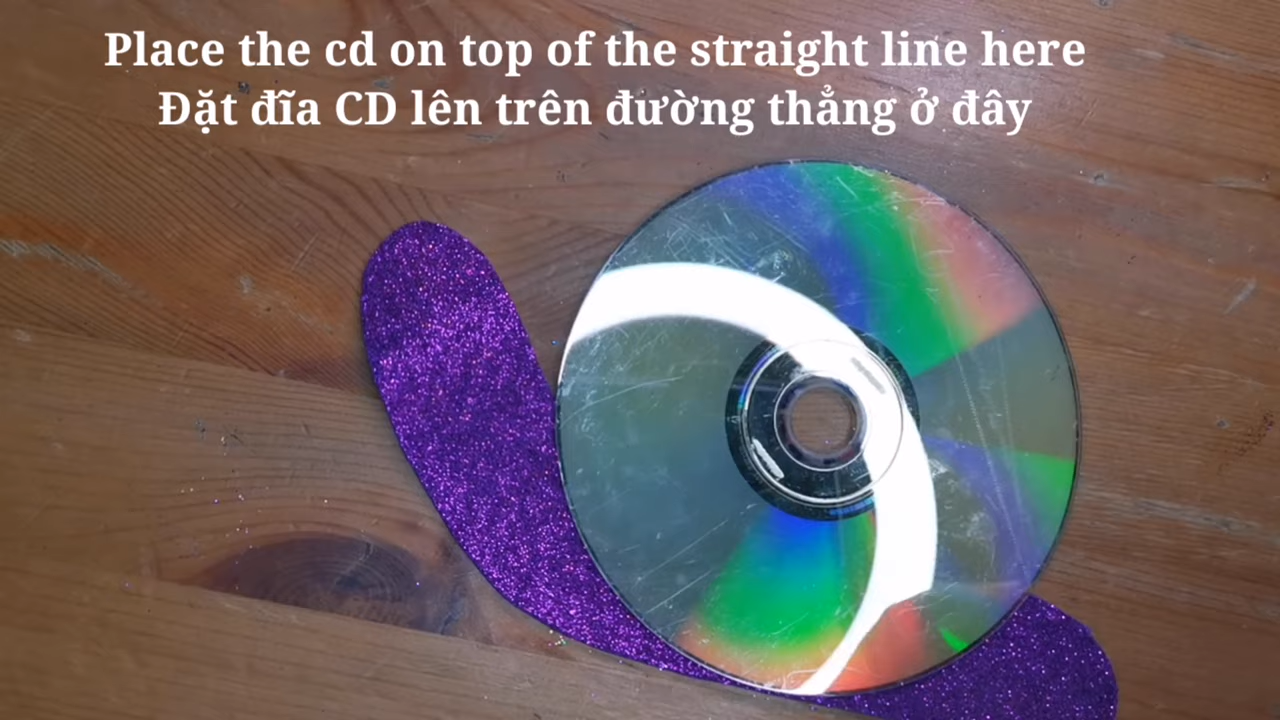 Place the cd on top of the straight line here
Đặt đĩa CD lên trên đường thẳng ở đây